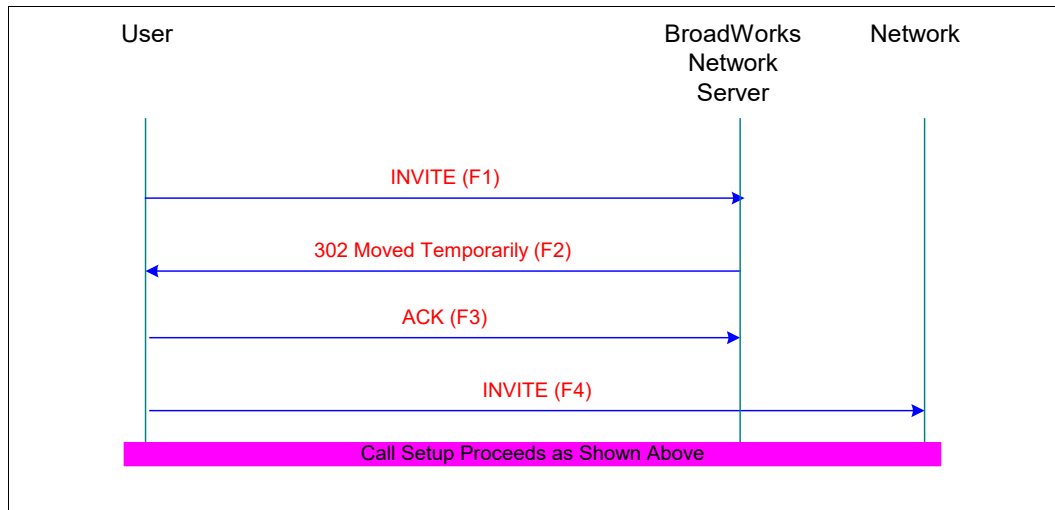 User
BroadWorks
Network
Server
Network
INVITE (F1)
302 Moved Temporarily (F2)
ACK (F3)
INVITE (F4)
Call Setup Proceeds as Shown Above